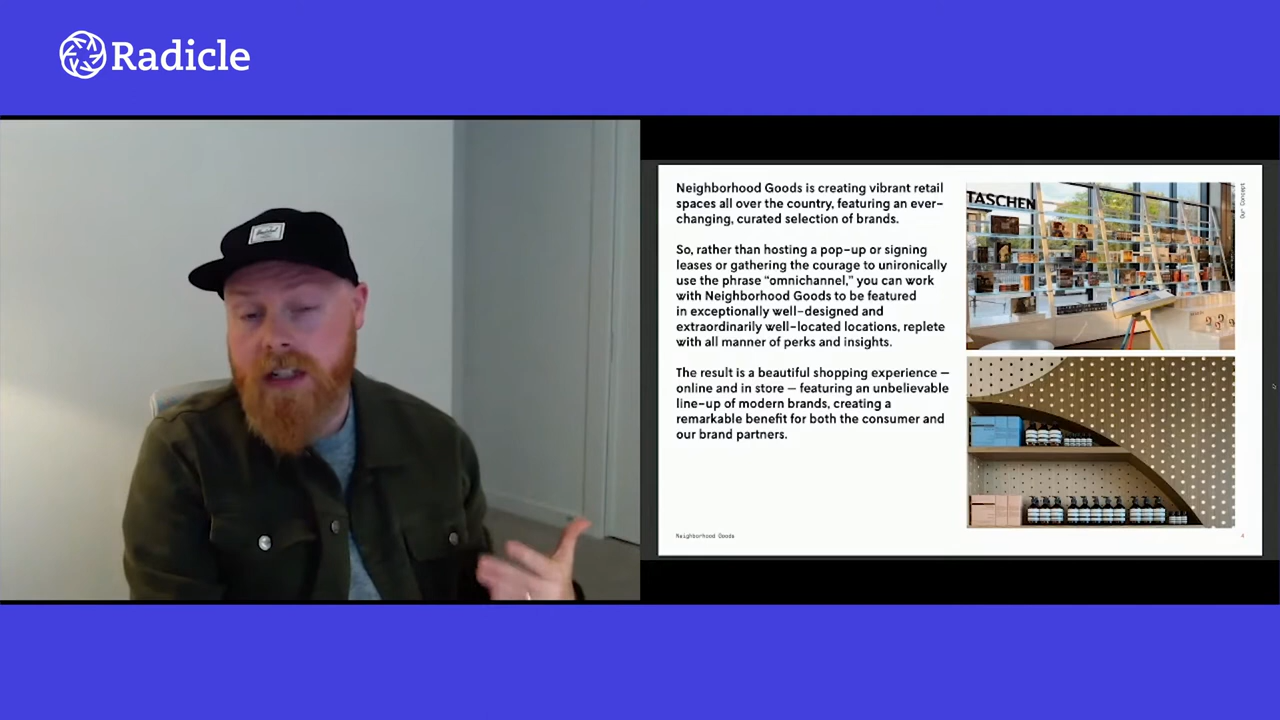 Radicle
Neighborhood Goods is creating vibrant retail
spaces all over the country, featuring an ever-
changing, curated selection of brands.
So, rather than hosting a pop-up or signing
leases or gathering the courage to unironically
use the phrase “omnichannel,” you can work
with Neighborhood Goods to be featured
in exceptionally well-designed and
extraordinarily well-located locations, replete
with all manner of perks and insights.
The result is a beautiful shopping experience —
online and in store — featuring an unbelievable
line-up of modern brands, creating a
remarkable benefit for both the consumer and
our brand partners.
Neighborhood Goods
TASCHEN
Our Concept
4